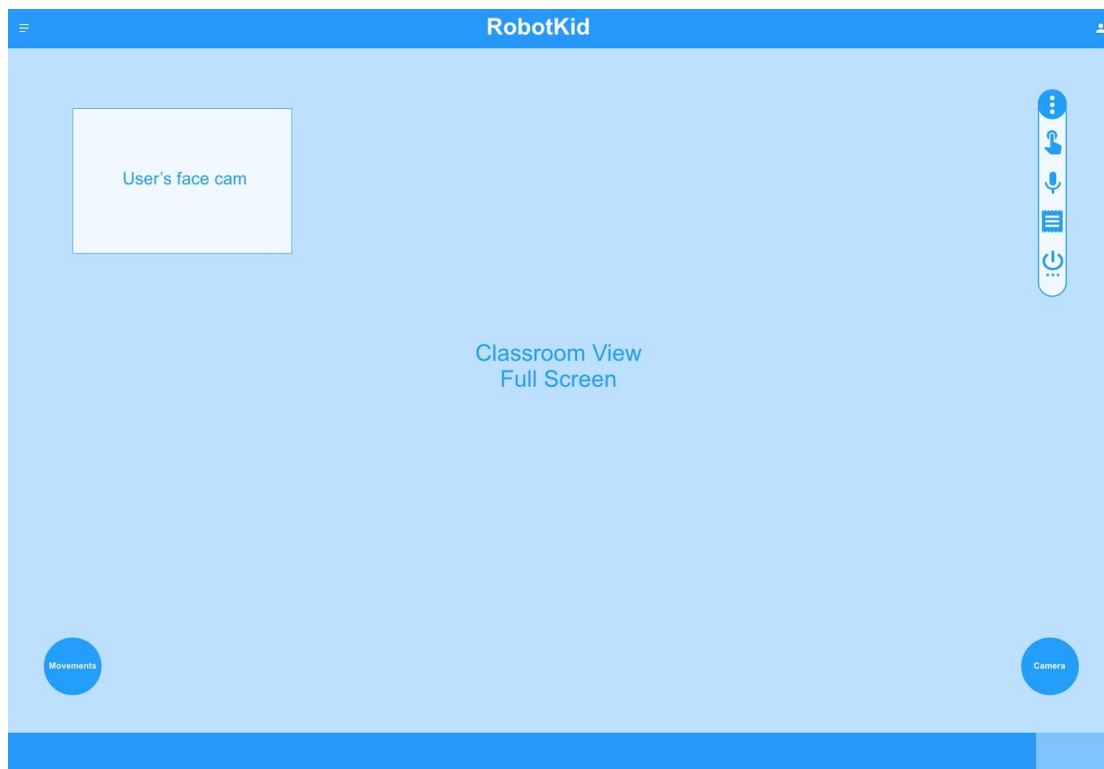 RobotKid
User's face cam
Classroom View
Full Screen
Movements
Camera